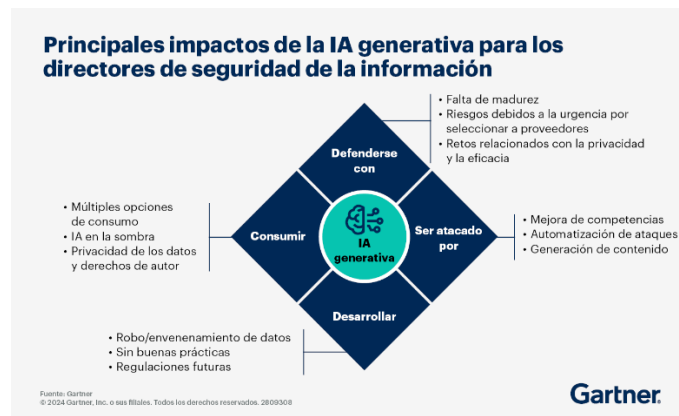 Principales impactos de la IA generativa para los
directores de seguridad de la información
• Falta de madurez
• Riesgos debidos a la urgencia por
seleccionar a proveedores
• Retos relacionados con la privacidad
y la eficacia
Defenderse
con
• Múltiples opciones
de consumo
• IA en la sombra
• Privacidad de los datos
y derechos de autor
Consumir
IA
generativa
Ser atacado
por
• Mejora de competencias
• Automatización de ataques
• Generación de contenido
Desarrollar
• Robo/envenenamiento de datos
• Sin buenas prácticas
• Regulaciones futuras
Fuente: Gartner
© 2024 Gartner, Inc. o sus filiales. Todos los derechos reservados. 2809308
Gartner.